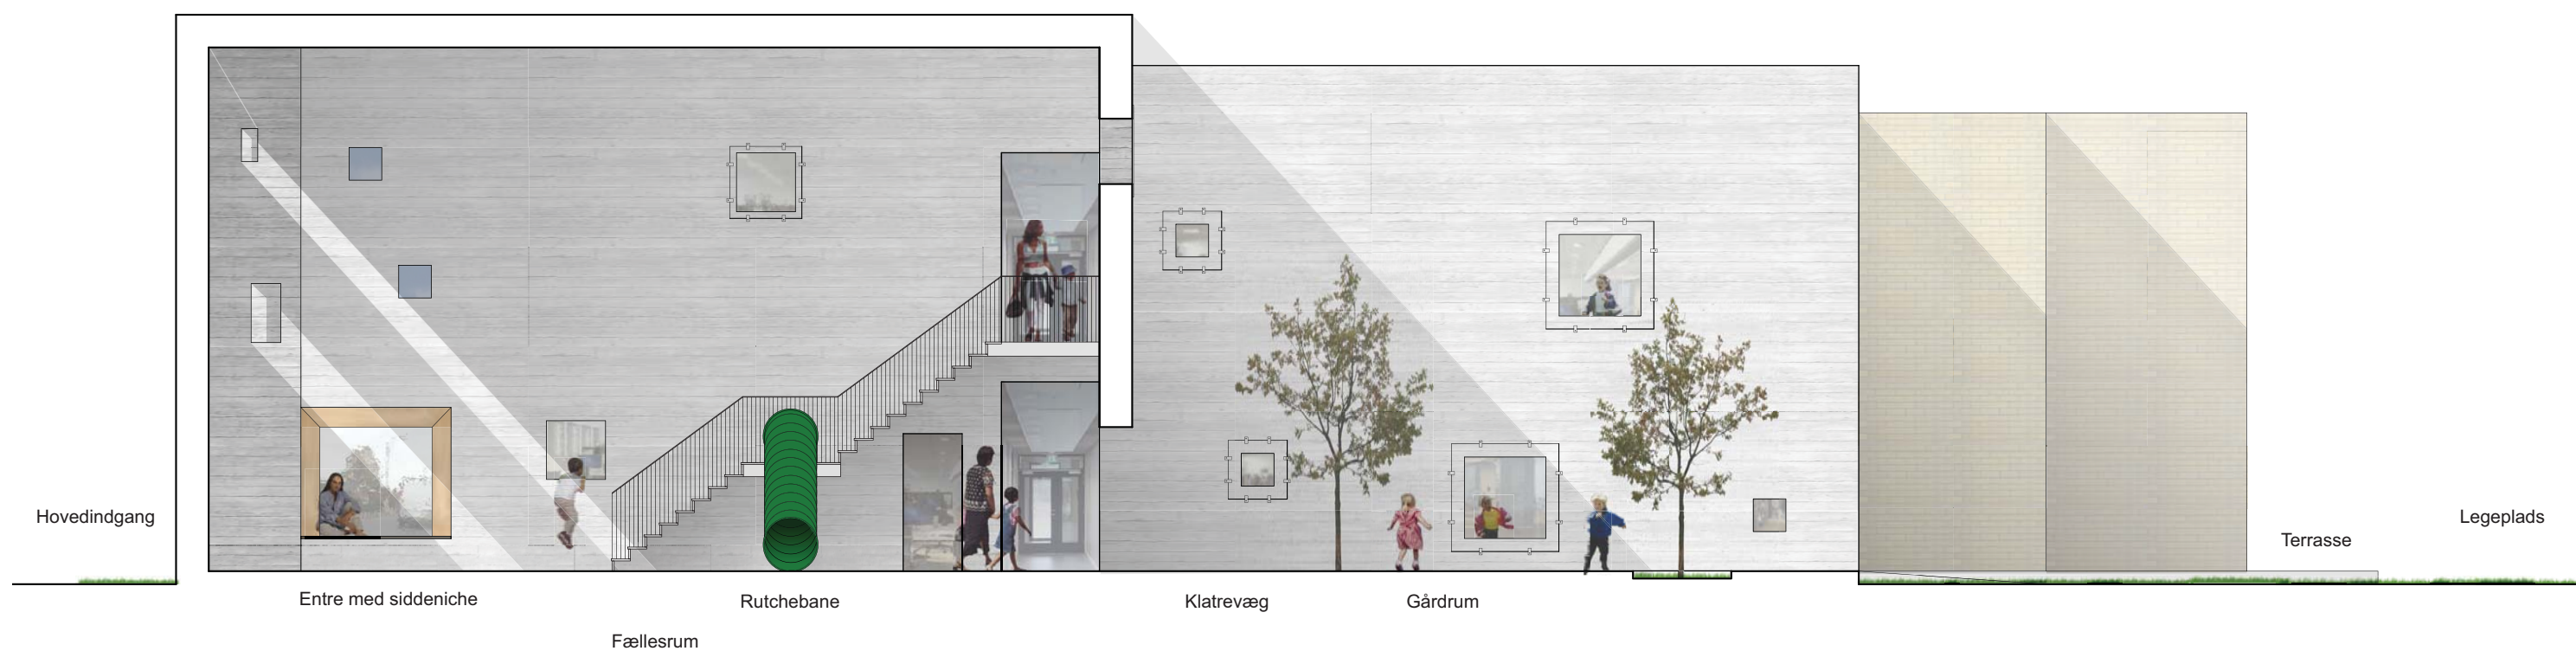 Hovedindgang
Entre med siddeniche
Fællesrum
Rutchebane
Klatrevæg
Gårdrum
Terrasse
Legeplads